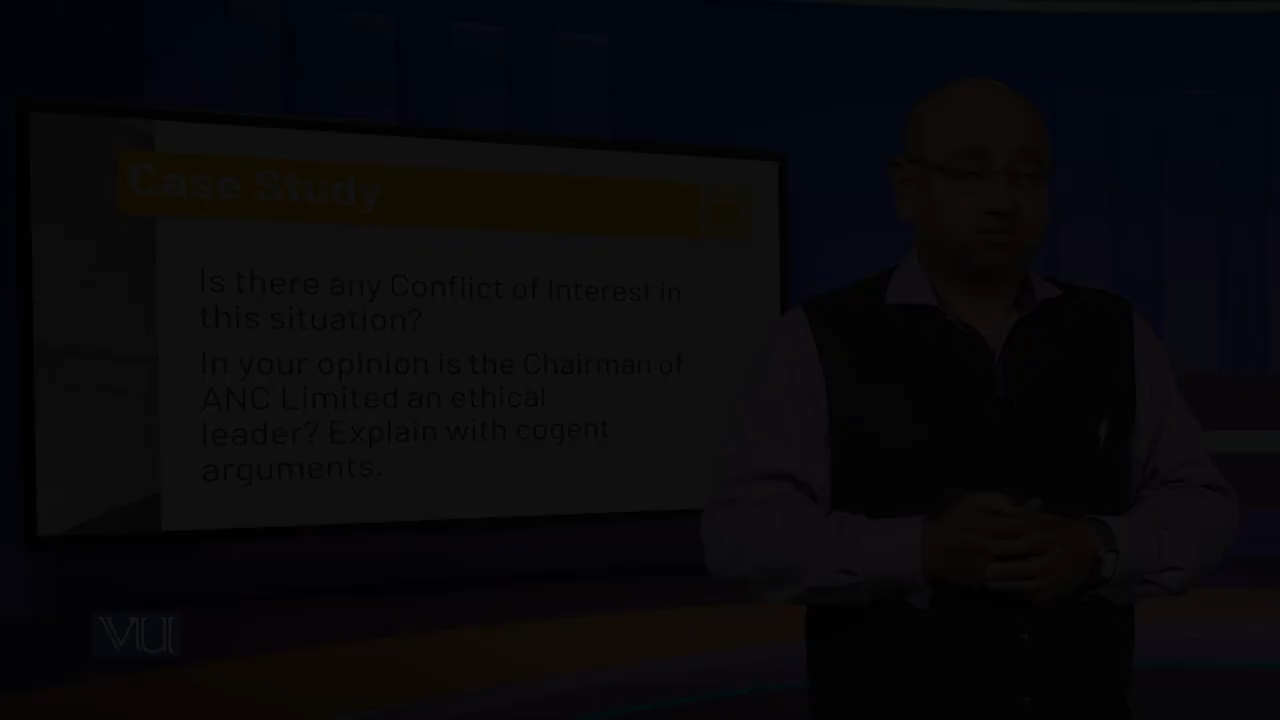 Case Study
Is there any Conflict of Interest in
this situation?
In your opinion is the Chairman of
ANC Limited an ethical
leader? Explain with cogent
arguments.
VU